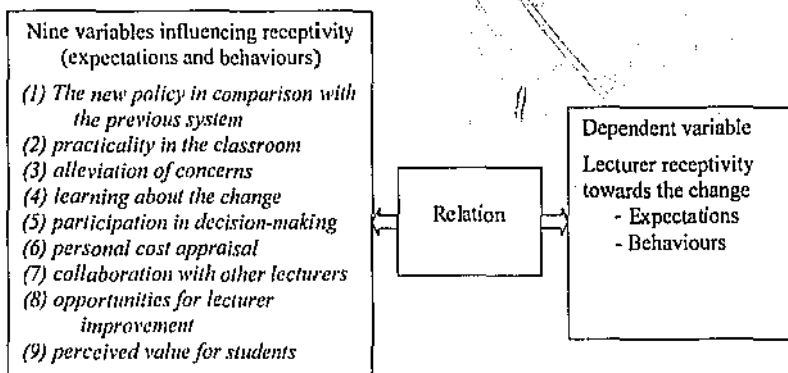 Nine variables influencing receptivity
(expectations and behaviours)
(1) The new policy in comparison with
the previous system
(2) practicality in the classroom
(3) alleviation of concerns
(4) learning about the change
(5) participation in decision-making
(6) personal cost appraisal
(7) collaboration with other lecturers
(8) opportunities for lecturer
improvement
(9) perceived value for students
Relation
Dependent variable
Lecturer receptivity
towards the change
- Expectations
- Behaviours